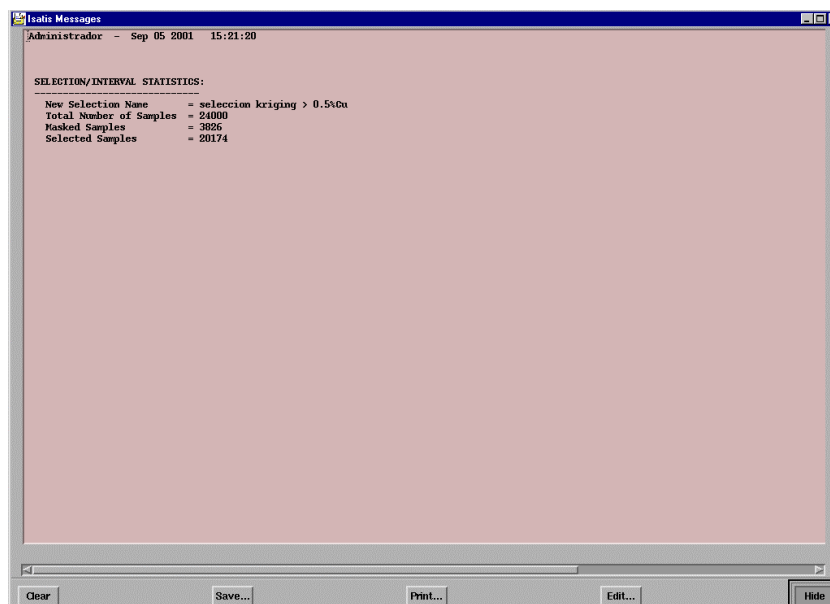 Isatis Messages
Administrador - Sep 05 2001 15:21:20
SELECTION/INTERVAL STATISTICS:
------------------------------
New Selection Name = seleccion kriging > 0.5%Cu
Total Number of Samples = 24000
Masked Samples = 3826
Selected Samples = 20174
Clear Save... Print... Edit... Hide